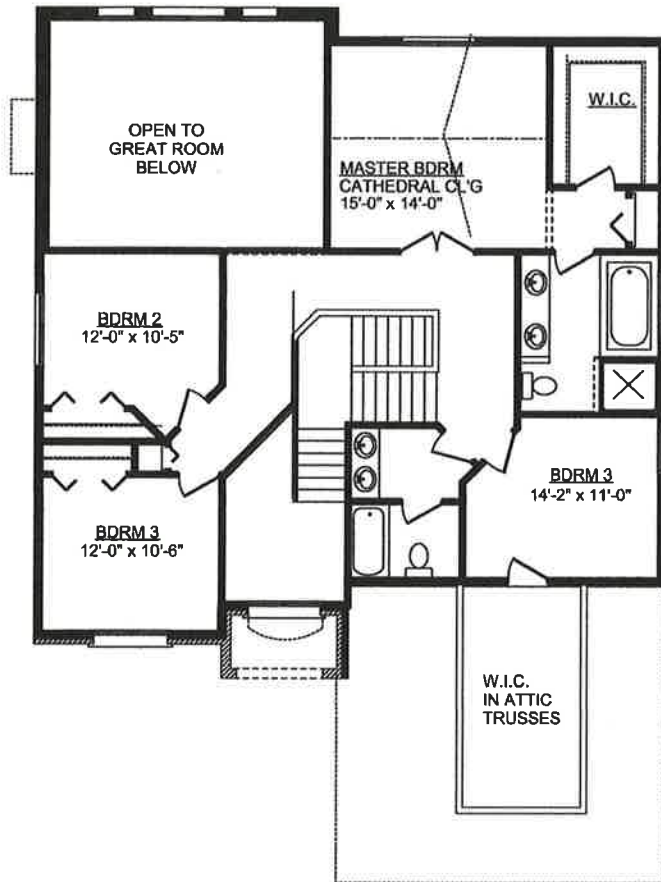 OPEN TO
GREAT ROOM
BELOW
W.I.C.
MASTER BDRM
CATHEDRAL CL'G
15'-0" x 14'-0"
BDRM 2
12'-0" x 10'-5"
BDRM 3
14'-2" x 11'-0"
BDRM 3
12'-0" x 10'-6"
W.I.C.
IN ATTIC
TRUSSES